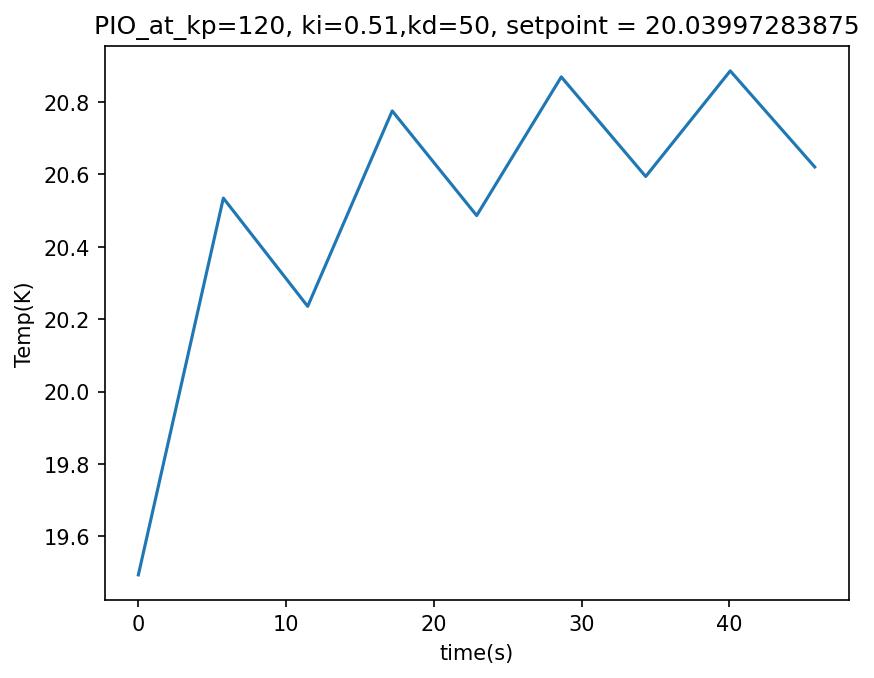 PIO_at_kp=120, ki=0.51,kd=50, setpoint = 20.03997283875
20.8
20.6
20.4
20.2
20.0
19.8
19.6
Temp(K)
0 10 20 30 40
time(s)